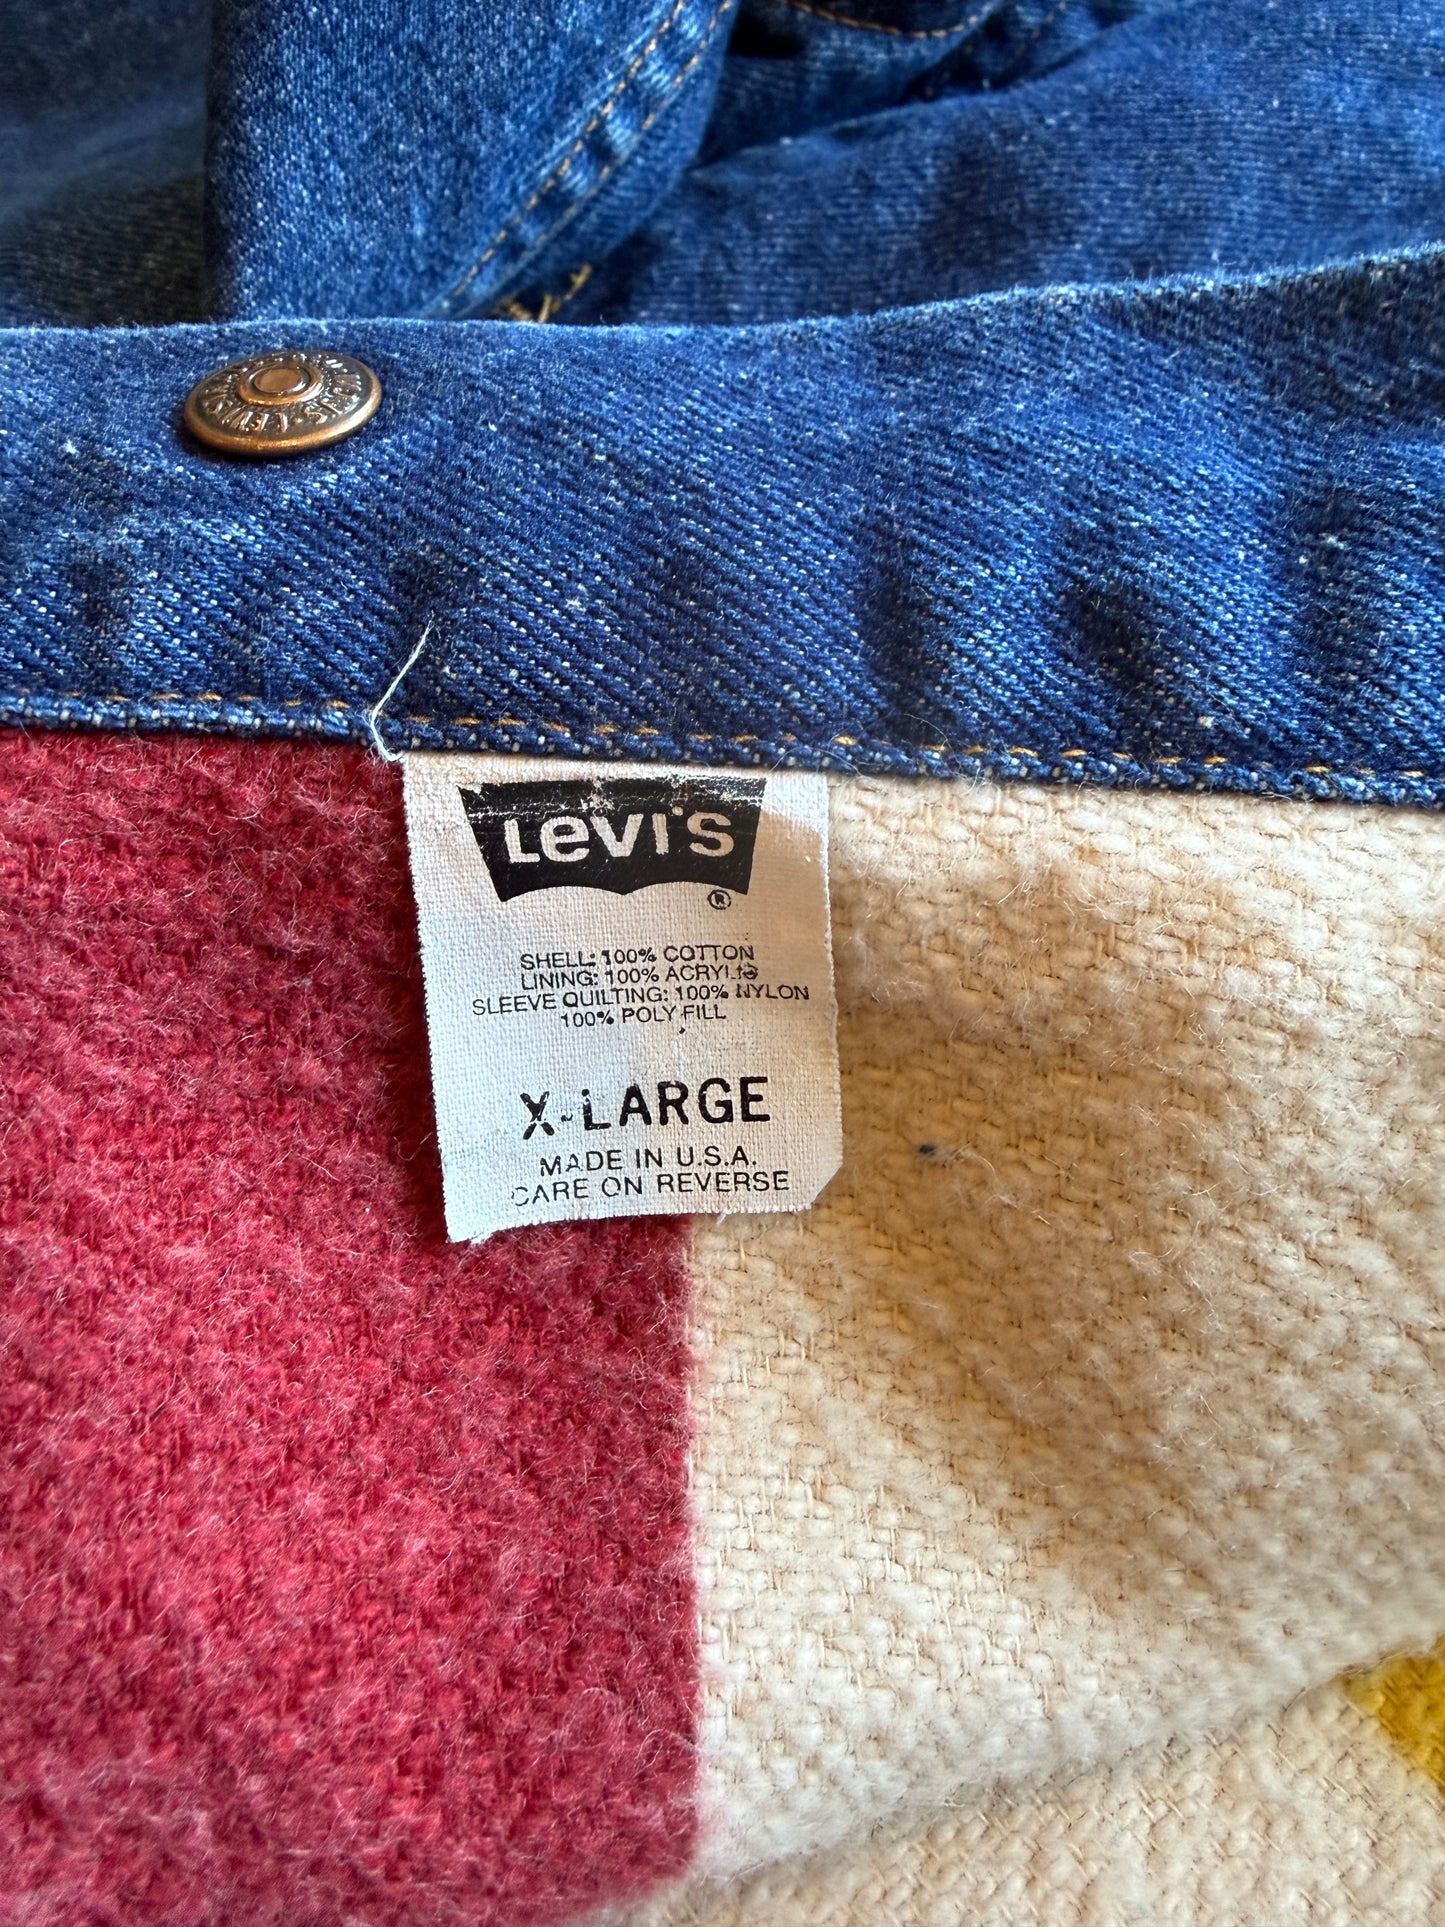 Levi's
®
SHELL: 100% COTTON
LINING: 100% ACRYLIC
SLEEVE QUILTING: 100% NYLON
100% POLY FILL
X-LARGE
MADE IN U.S.A.
CARE ON REVERSE